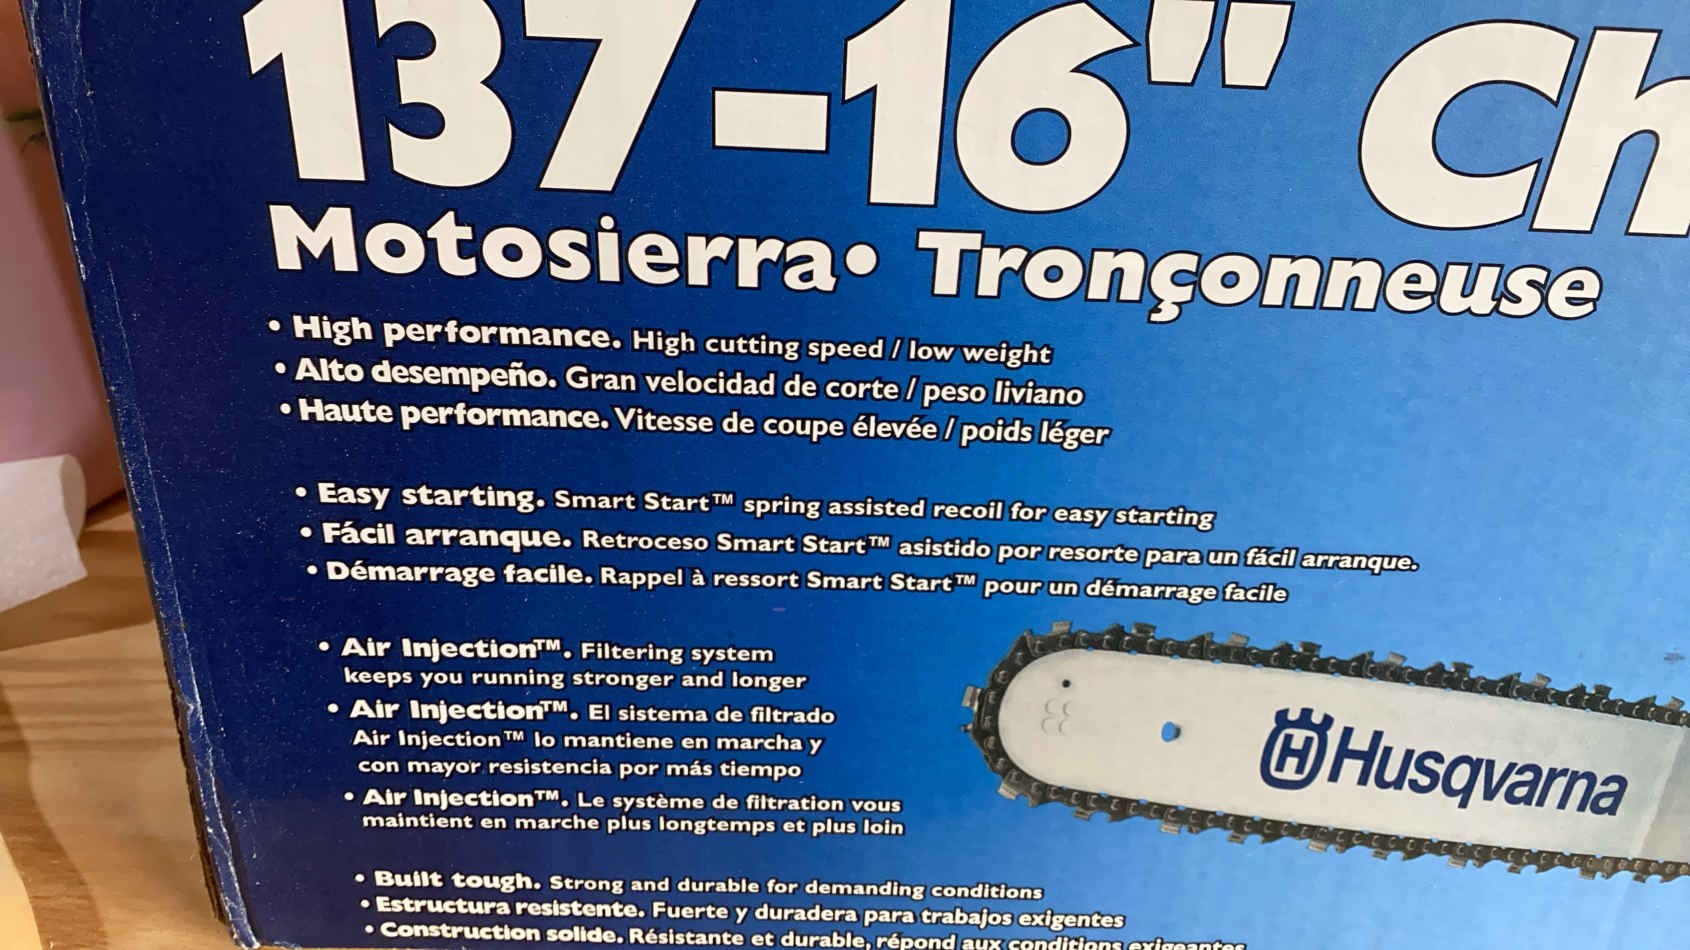 137-16" Ch
Motosierra• Tronçonneuse
• High performance. High cutting speed / low weight
• Alto desempeño. Gran velocidad de corte / peso liviano
• Haute performance. Vitesse de coupe élevée / poids léger
• Easy starting. Smart Start™ spring assisted recoil for easy starting
• Fácil arranque. Retroceso Smart Start™ asistido por resorte para un fácil arranque.
• Démarrage facile. Rappel à ressort Smart Start™ pour un démarrage facile
• Air Injection™. Filtering system
keeps you running stronger and longer
• Air Injection™. El sistema de filtrado
Air Injection™ lo mantiene en marcha y
con mayor resistencia por más tiempo
• Air Injection™. Le système de filtration vous
maintient en marche plus longtemps et plus loin
H Husqvarna
• Built tough. Strong and durable for demanding conditions
• Estructura resistente. Fuerte y duradera para trabajos exigentes
• Construction solide. Résistante et durable, répond aux conditions exigeantes